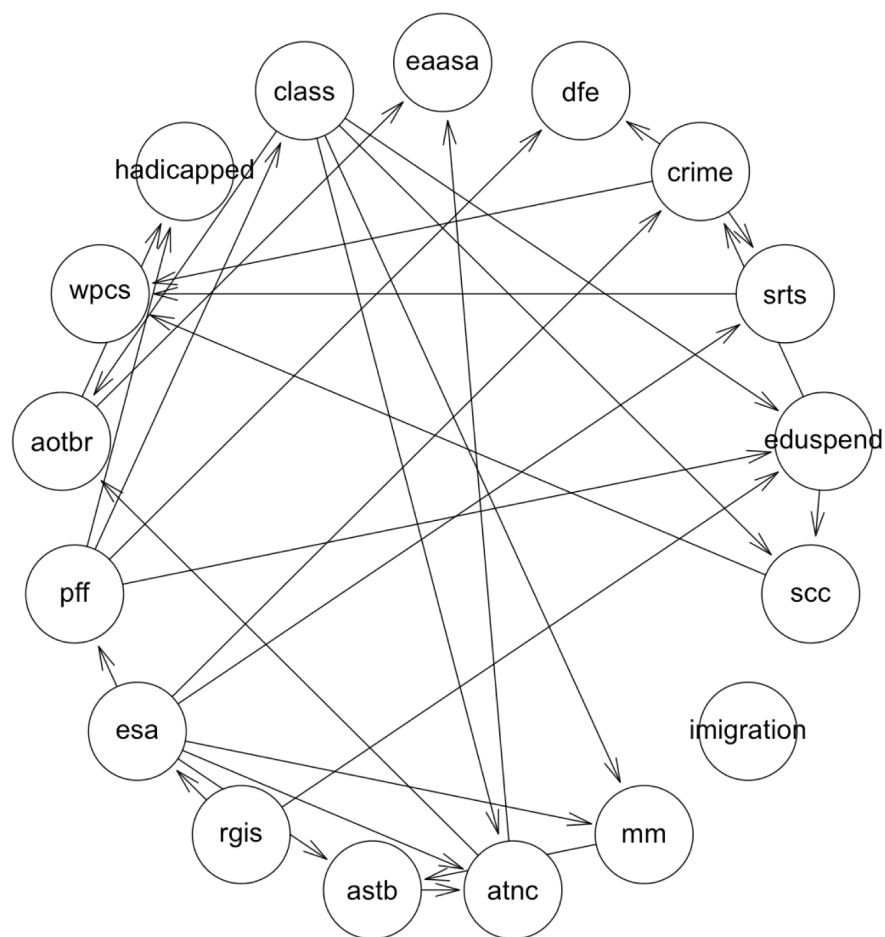 eaasa
class
dfe
hadicapped
crime
wpcs
srts
aotbr
eduspend
pff
scc
esa
imigration
rgis
mm
astb
atnc